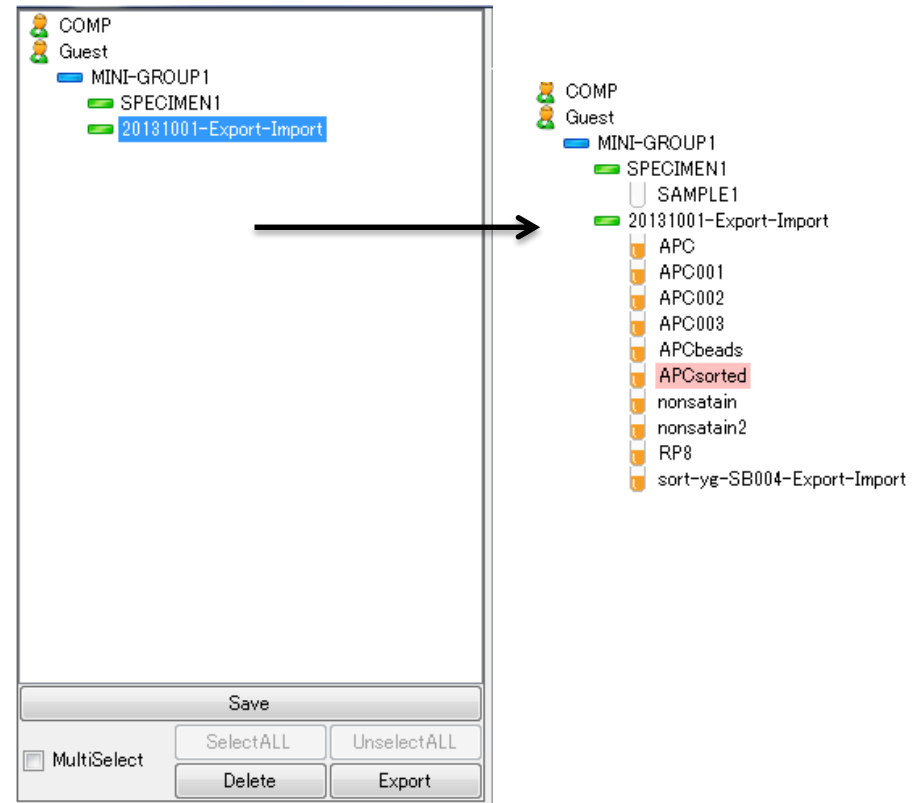 COMP
Guest
MINI-GROUP1
SPECIMEN1
20131001-Export-Import
Save
MultiSelect
SelectALL
UnselectALL
Delete
Export
COMP
Guest
MINI-GROUP1
SPECIMEN1
SAMPLE1
20131001-Export-Import
APC
APC001
APC002
APC003
APCbeads
APCsorted
nonsatain
nonsatain2
RP8
sort-yg-SB004-Export-Import